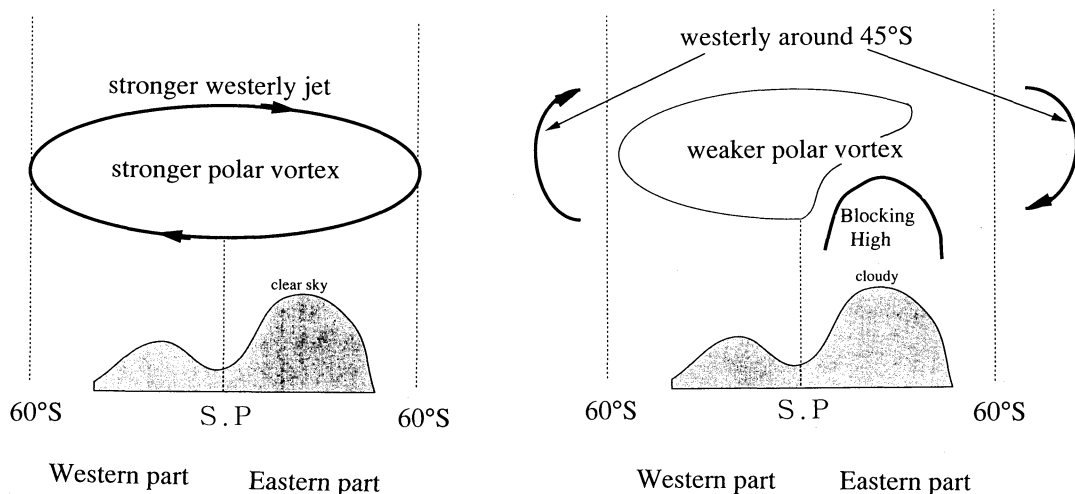 stronger westerly jet
stronger polar vortex
clear sky
60°S
S.P
60°S
Western part
Eastern part
westerly around 45°S
weaker polar vortex
Blocking
High
cloudy
60°S
S.P
60°S
Western part
Eastern part